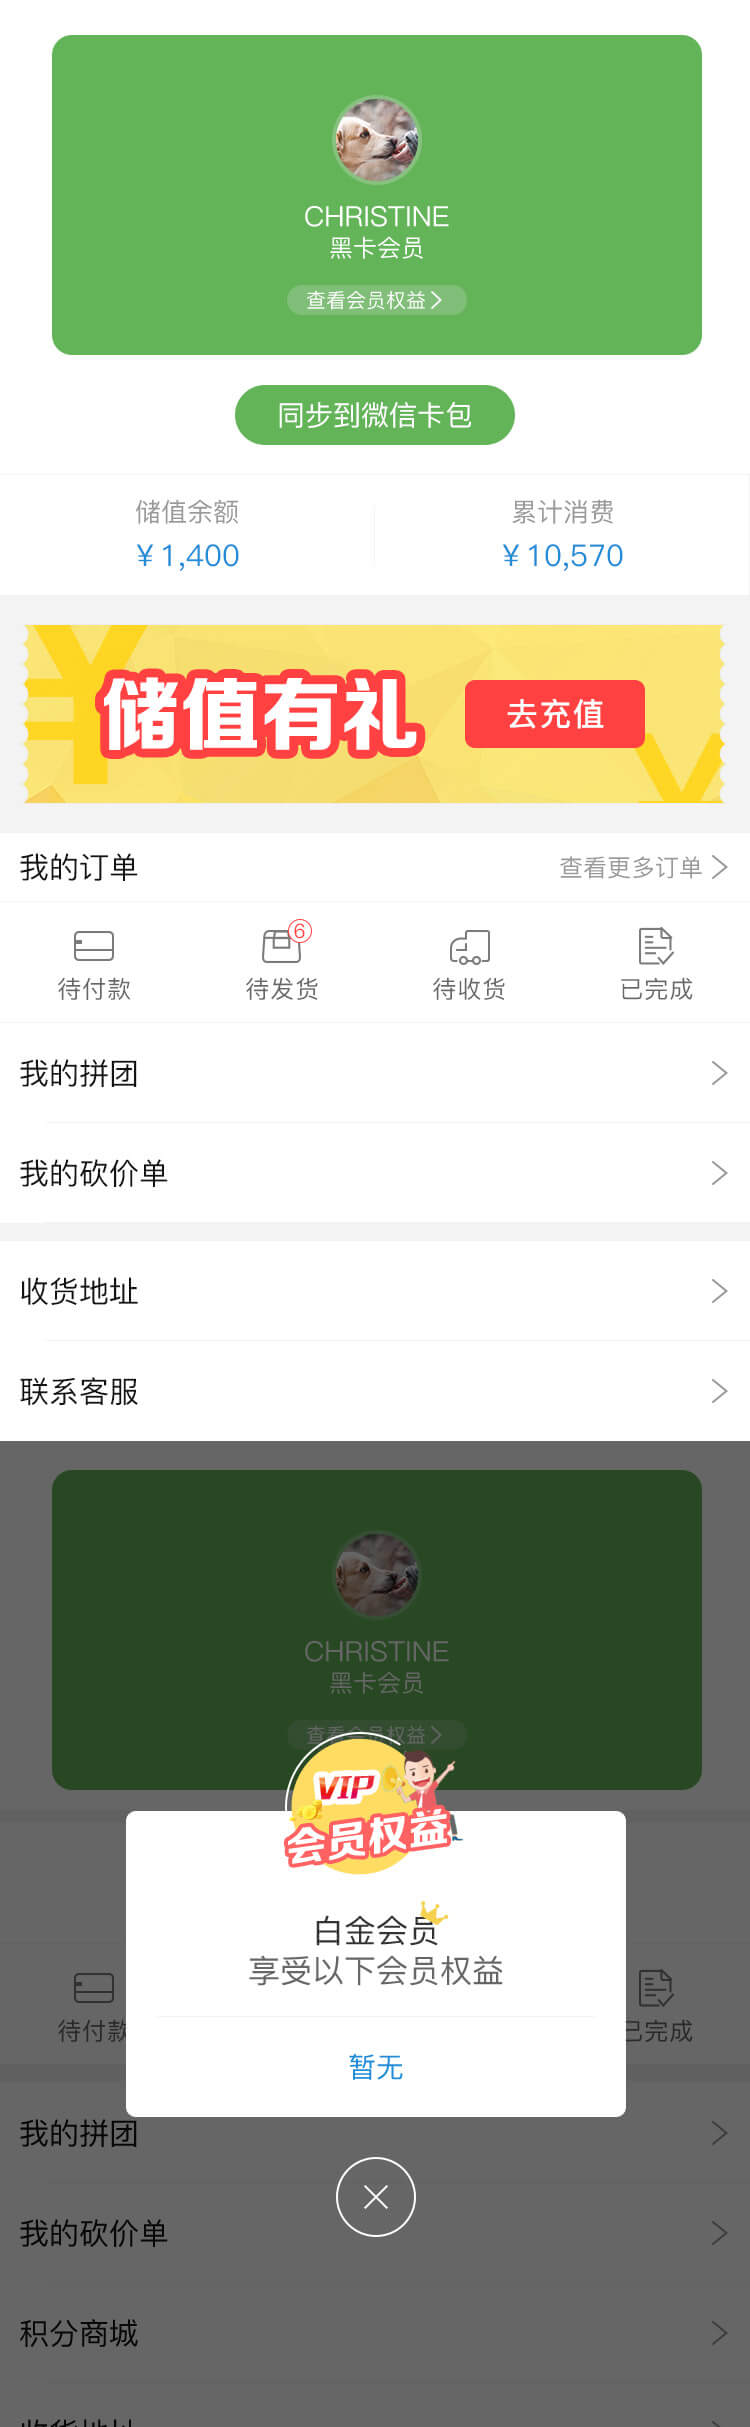 CHRISTINE
黑卡会员
查看会员权益
同步到微信卡包
储值余额
累计消费
¥ 1,400
¥ 10,570
储值有礼
去充值
我的订单
查看更多订单
6
待付款
待发货
待收货
已完成
我的拼团
我的砍价单
收货地址
联系客服
CHRISTINE
黑卡会员
查看会员权益
VIP
会员权益
白金会员
享受以下会员权益
待付款
已完成
暂无
我的拼团
我的砍价单
积分商城
收货地址